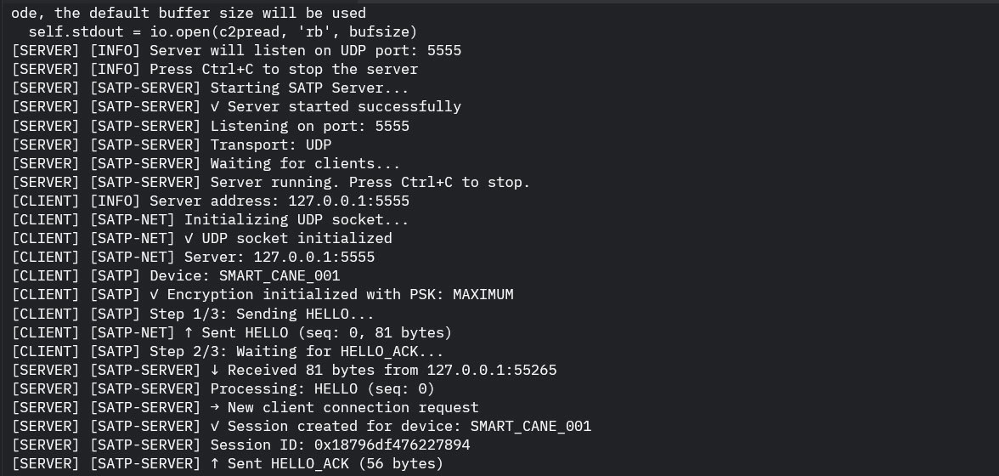 ode, the default buffer size will be used
self.stdout = io.open(c2pread, 'rb', bufsize)
[SERVER] [INFO] Server will listen on UDP port: 5555
[SERVER] [INFO] Press Ctrl+C to stop the server
[SERVER] [SATP-SERVER] Starting SATP Server...
[SERVER] [SATP-SERVER] √ Server started successfully
[SERVER] [SATP-SERVER] Listening on port: 5555
[SERVER] [SATP-SERVER] Transport: UDP
[SERVER] [SATP-SERVER] Waiting for clients...
[SERVER] [SATP-SERVER] Server running. Press Ctrl+C to stop.
[CLIENT] [INFO] Server address: 127.0.0.1:5555
[CLIENT] [SATP-NET] Initializing UDP socket...
[CLIENT] [SATP-NET] √ UDP socket initialized
[CLIENT] [SATP-NET] Server: 127.0.0.1:5555
[CLIENT] [SATP] Device: SMART_CANE_001
[CLIENT] [SATP] √ Encryption initialized with PSK: MAXIMUM
[CLIENT] [SATP] Step 1/3: Sending HELLO...
[CLIENT] [SATP-NET] ↑ Sent HELLO (seq: 0, 81 bytes)
[CLIENT] [SATP] Step 2/3: Waiting for HELLO_ACK...
[SERVER] [SATP-SERVER] ↓ Received 81 bytes from 127.0.0.1:55265
[SERVER] [SATP-SERVER] Processing: HELLO (seq: 0)
[SERVER] [SATP-SERVER] → New client connection request
[SERVER] [SATP-SERVER] √ Session created for device: SMART_CANE_001
[SERVER] [SATP-SERVER] Session ID: 0x18796df476227894
[SERVER] [SATP-SERVER] ↑ Sent HELLO_ACK (56 bytes)